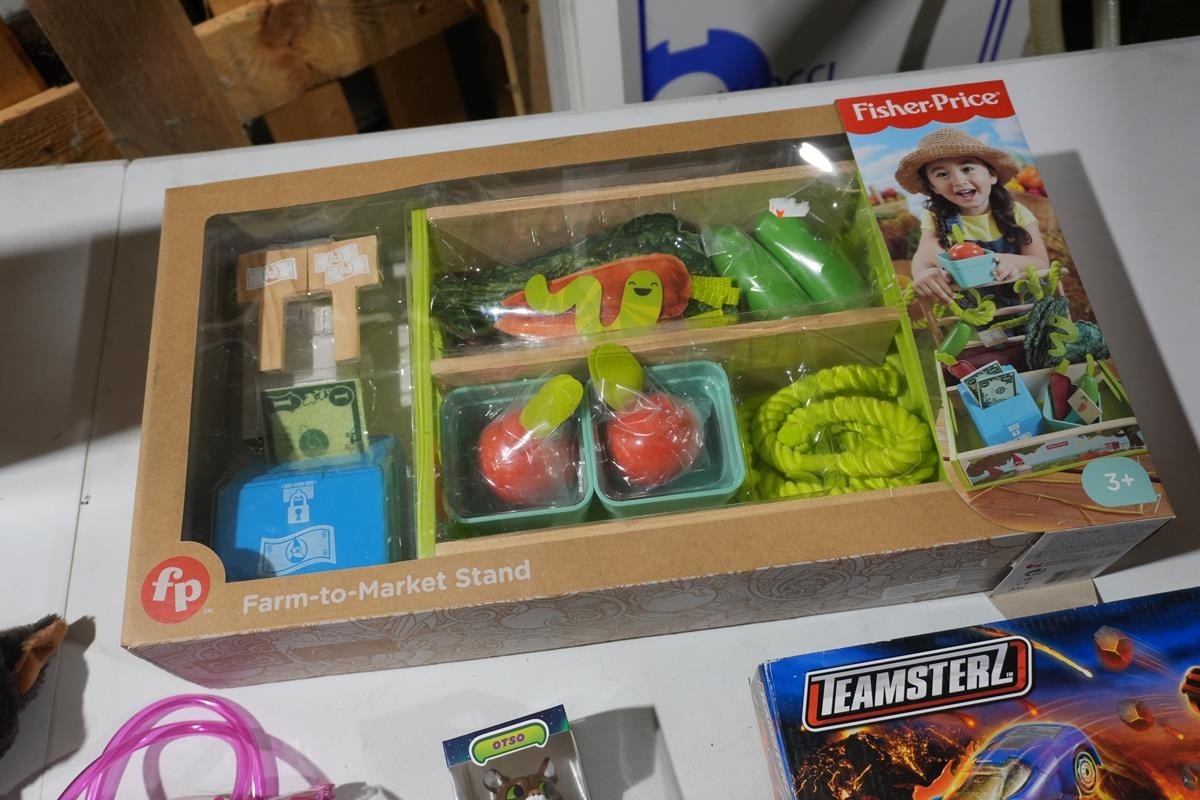 Fisher-Price
3+
fp
Farm-to-Market Stand
TEAMSTERZ
OTSO